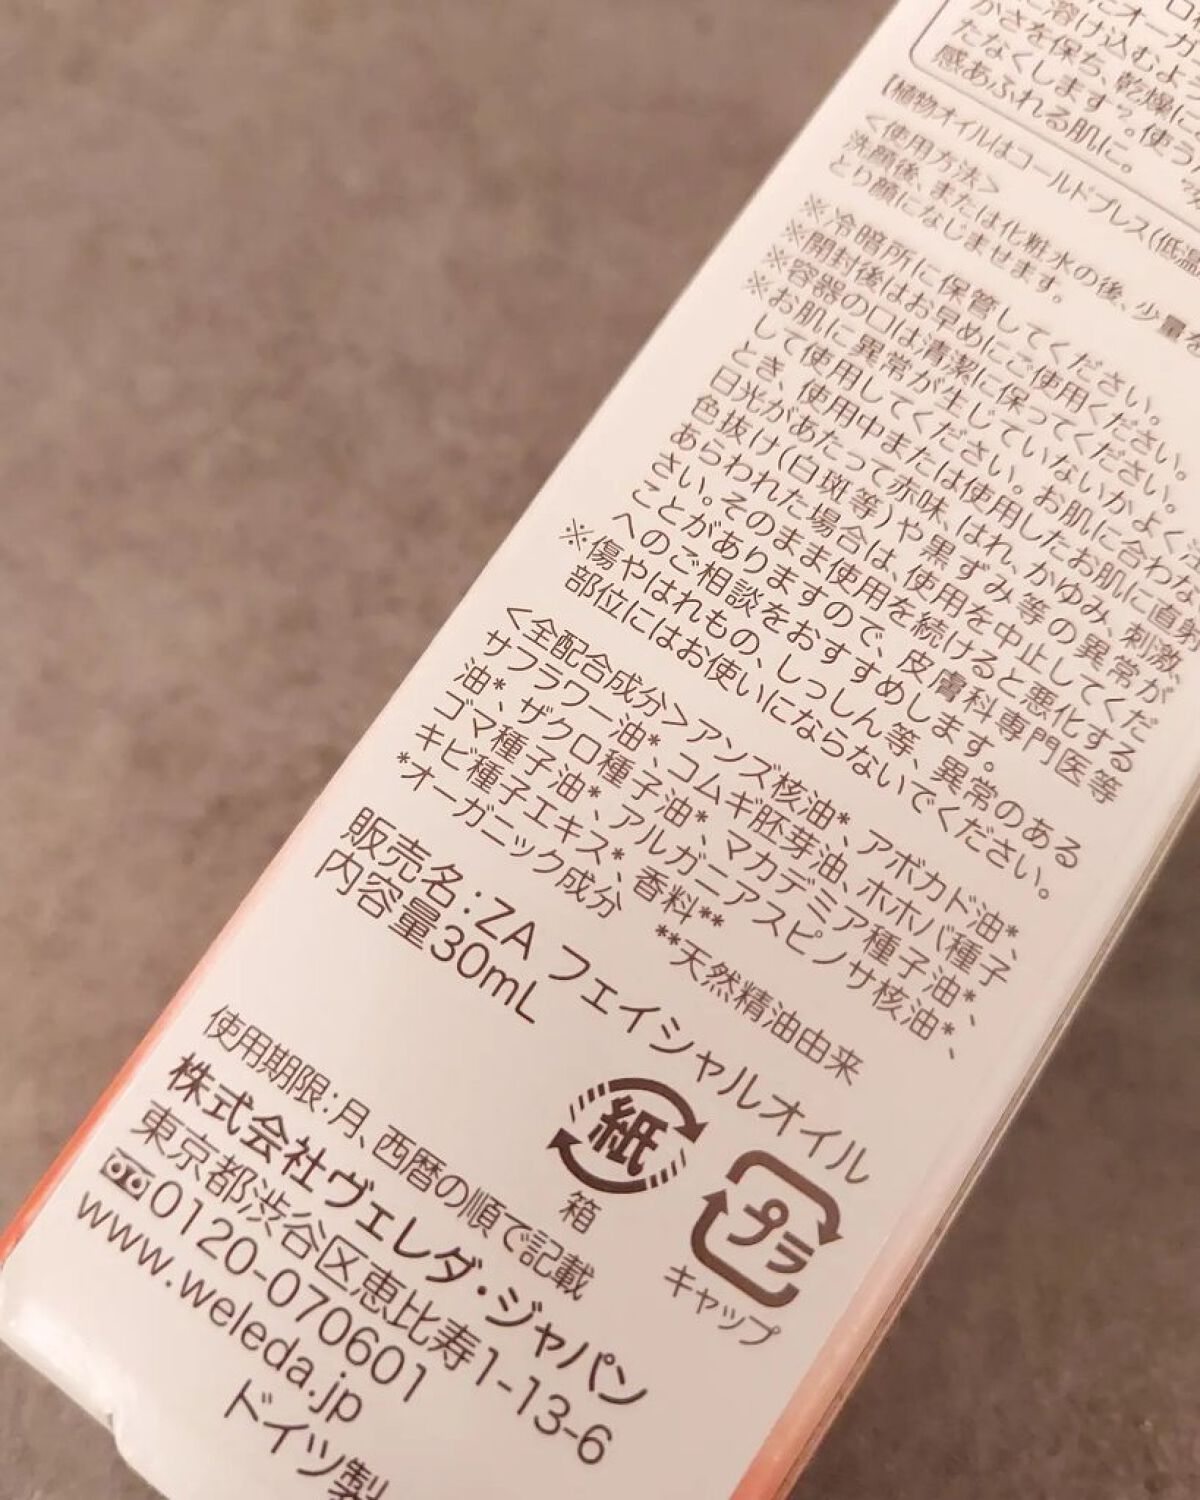 たオーガ
に溶け込むよ
かさを保ち、乾燥に
たなくします。使う
感あふれる肌に。
【植物オイルはコールドプレス(低温
<使用方法>
洗顔後、または化粧水の後、少量を
とり顔になじませます。
※冷暗所に保管してください。
※開封後はお早めにご使用ください。
※容器の口は清潔に保ってください。
※お肌に異常が生じていないかよく注
して使用してください。お肌に合わな
とき、使用中または使用したお肌に直射
日光があたって赤味、はれ、かゆみ、刺激、
色抜け(白斑等)や黒ずみ等の異常が
あらわれた場合は、使用を中止してくだ
さい。そのまま使用を続けると悪化する
ことがありますので、皮膚科専門医等
へのご相談をおすすめします。
※傷やはれもの、しっしん等、異常のある
部位にはお使いにならないでください。
<全配合成分>アンズ核油*、アボカド油*、
サフラワー油*、コムギ胚芽油、ホホバ種子
油*、ザクロ種子油*、マカデミア種子油*、
ゴマ種子油*、アルガニアスピノサ核油*、
キビ種子エキス*、香料**
*オーガニック成分 **天然精油由来
販売名:ZA フェイシャルオイル
内容量30mL
紙
箱
プラ
キャップ
使用期限:月、西暦の順で記載
株式会社ヴェレダ・ジャパン
東京都渋谷区恵比寿1-13-6
0120-070601
www.weleda.jp
ドイツ製